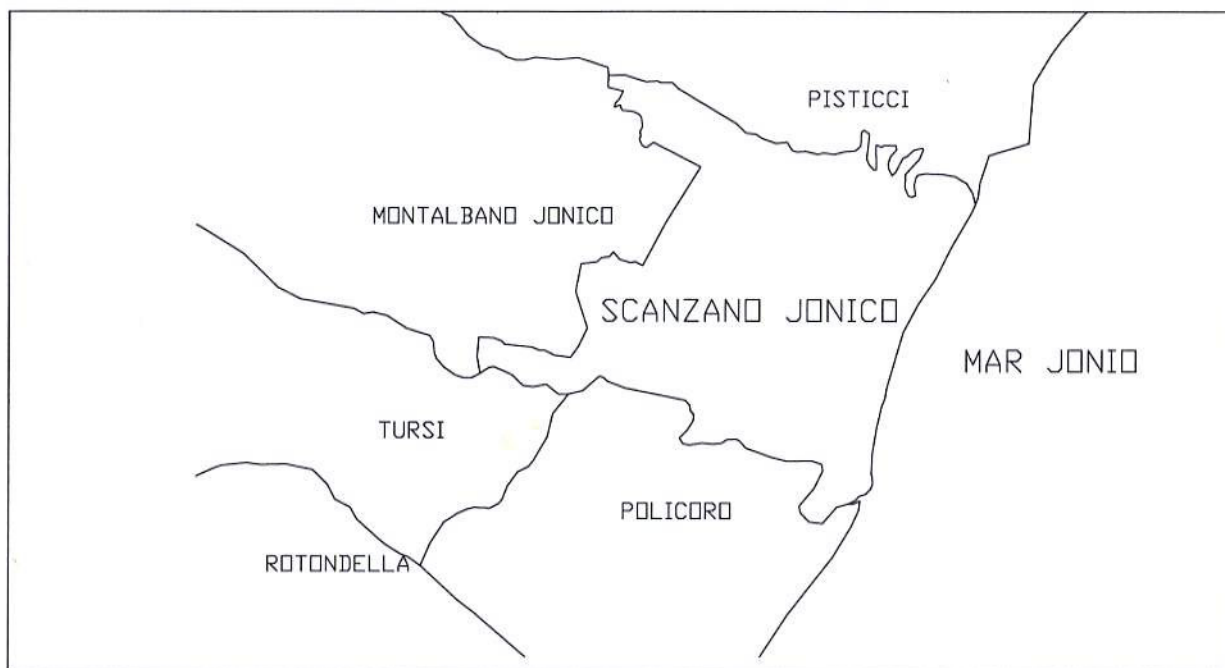 PISTICCI
MONTALBANO JONICO
SCANZANO JONICO
MAR JONIO
TURSI
POLICORO
ROTONDELLA